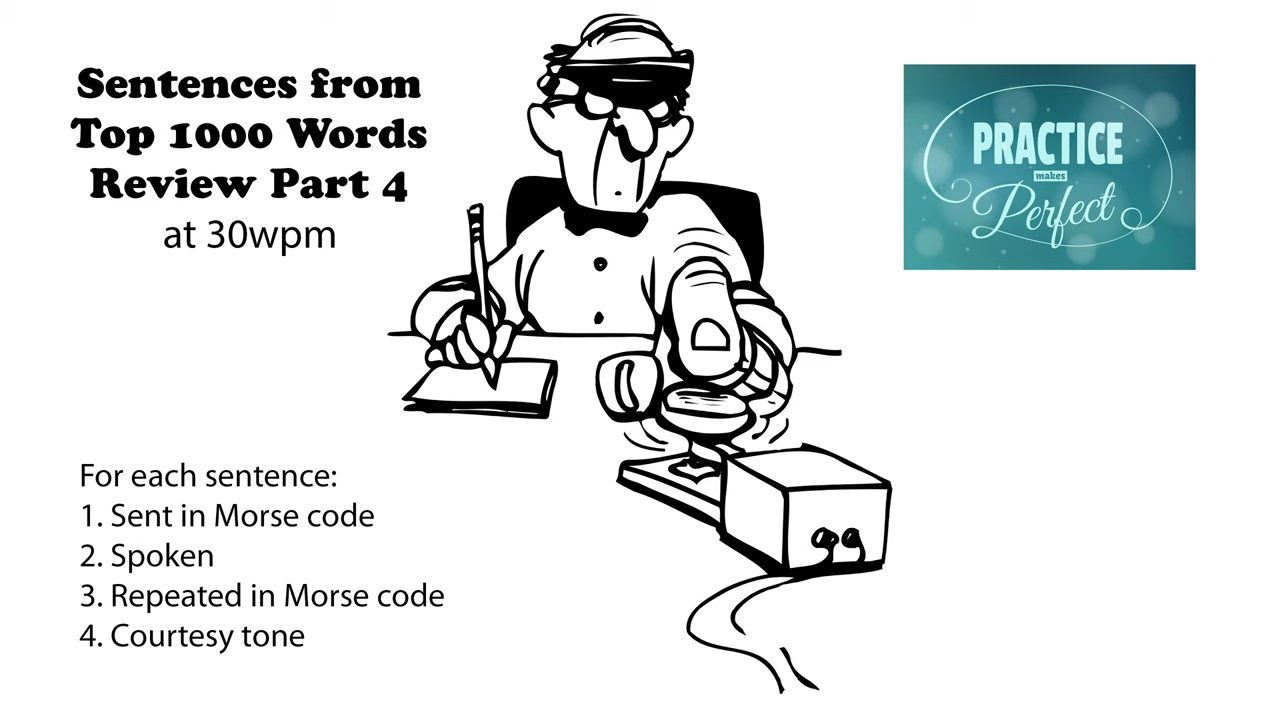 Sentences from
Top 1000 Words
Review Part 4
at 30wpm
PRACTICE
makes
Perfect
For each sentence:
1. Sent in Morse code
2. Spoken
3. Repeated in Morse code
4. Courtesy tone